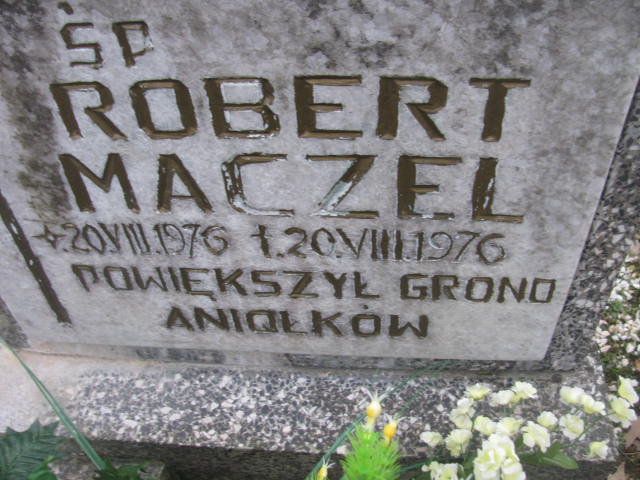 ŚP
ROBERT
MACZEL
*.20.VIII.1976 †.20.VIII.1976
POWIĘKSZYŁ GRONO
ANIOŁKÓW